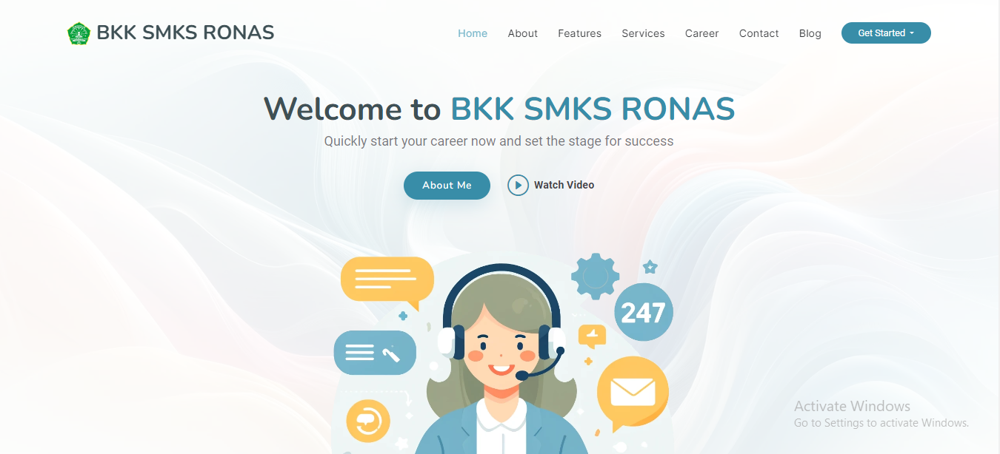 BKK SMKS RONAS
Home About Features Services Career Contact Blog Get Started
Welcome to BKK SMKS RONAS
Quickly start your career now and set the stage for success
About Me Watch Video
247
Activate Windows
Go to Settings to activate Windows.